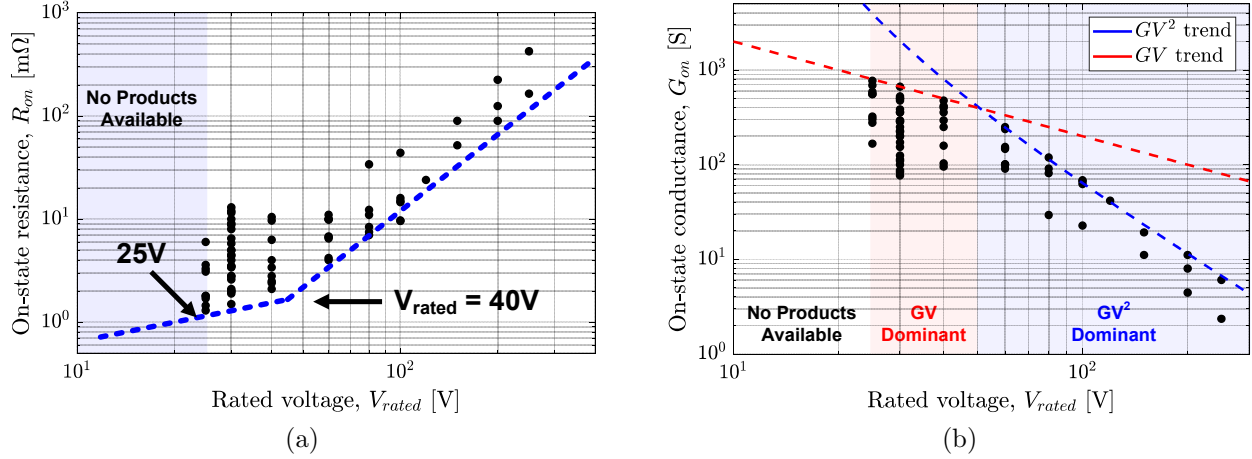 10³
10²
10¹
10⁰
On-state resistance, R_on [mΩ]
No Products
Available
25V
V_rated = 40V
10¹
10²
Rated voltage, V_rated [V]
(a)
10³
10²
10¹
10⁰
On-state conductance, G_on [S]
GV² trend
GV trend
No Products
Available
GV
Dominant
GV²
Dominant
10¹
10²
Rated voltage, V_rated [V]
(b)